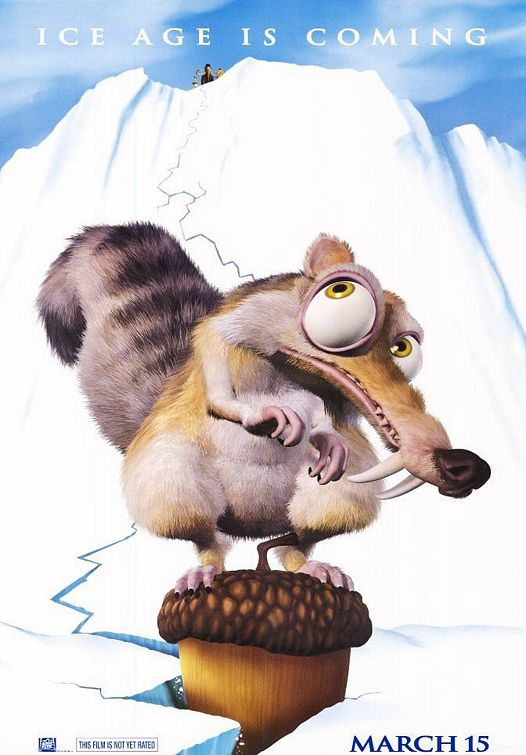 ICE AGE IS COMING
THIS FILM IS NOT YET RATED
MARCH 15